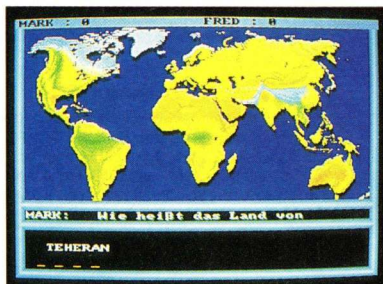 MARK : 0 FRED : 0
MARK: Wie heißt das Land von
TEHERAN
_ _ _ _